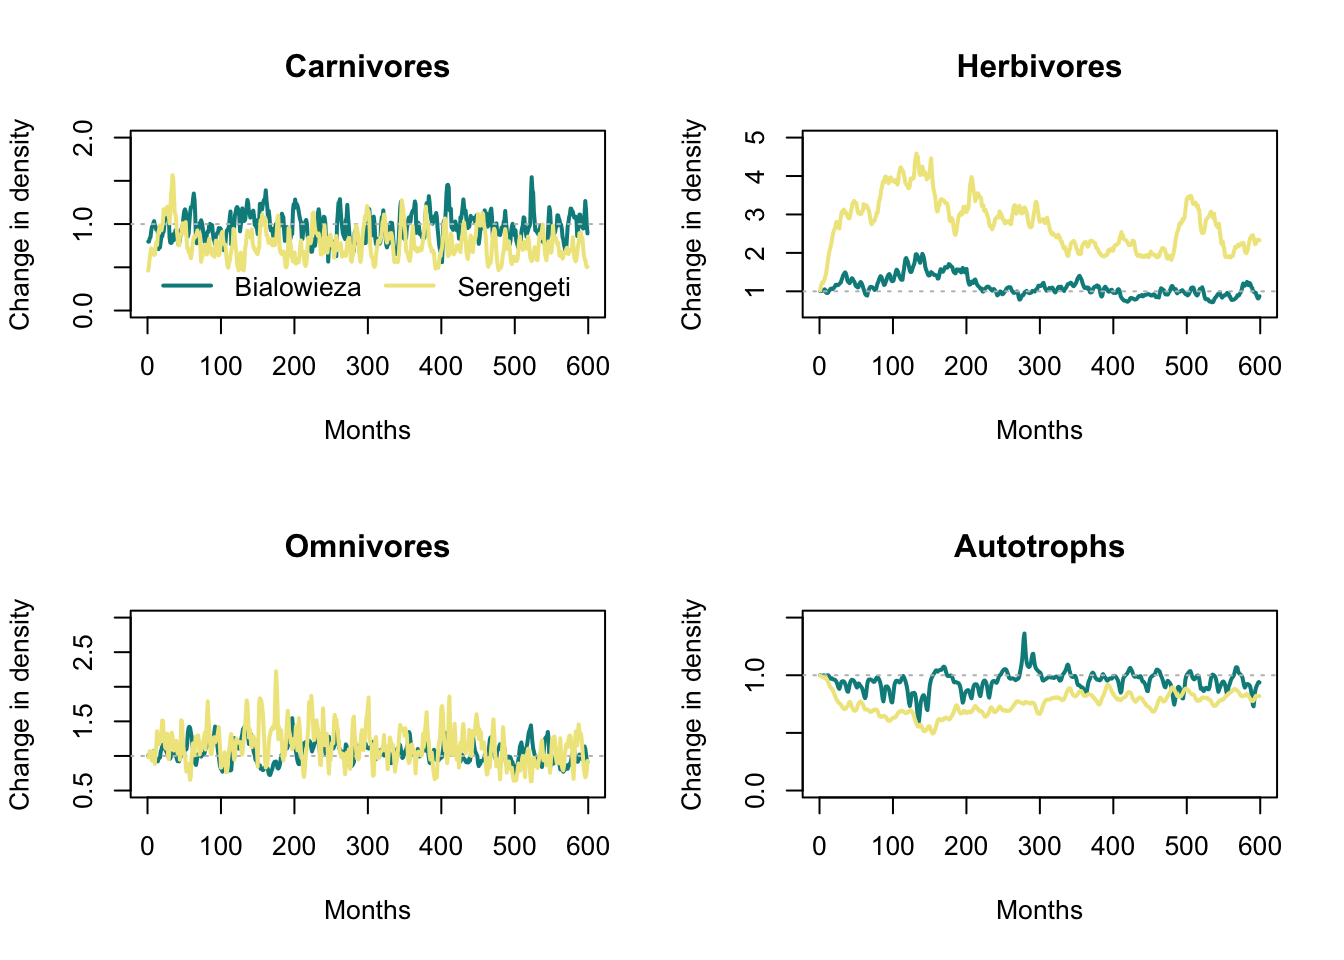 Carnivores
Change in density
0.0 1.0 2.0
Bialowieza Serengeti
0 100 200 300 400 500 600
Months
Herbivores
Change in density
1 2 3 4 5
0 100 200 300 400 500 600
Months
Omnivores
Change in density
0.5 1.5 2.5
0 100 200 300 400 500 600
Months
Autotrophs
Change in density
0.0 1.0
0 100 200 300 400 500 600
Months